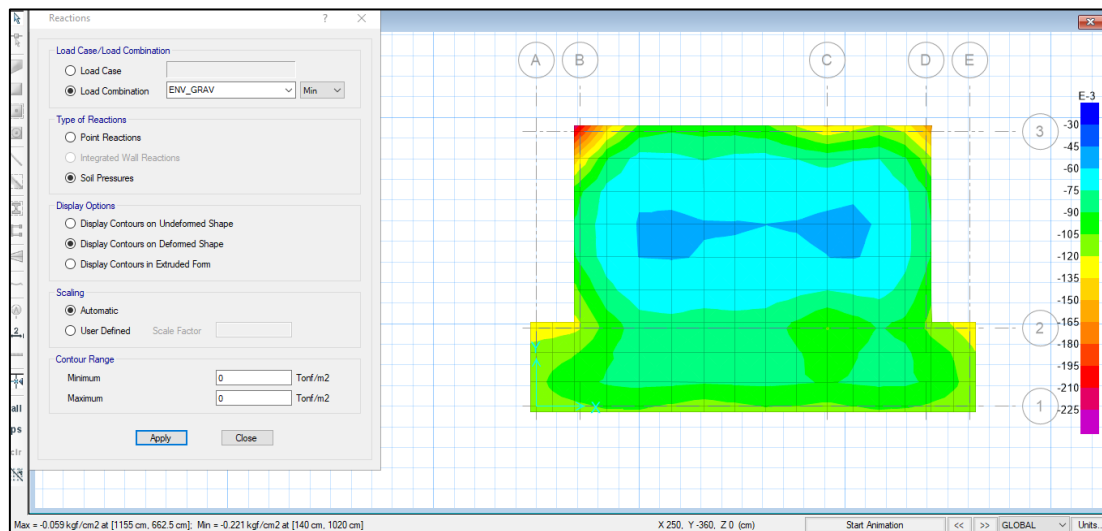 Reactions ? ×
Load Case/Load Combination
Load Case
Load Combination ENV_GRAV Min
Type of Reactions
Point Reactions
Integrated Wall Reactions
Soil Pressures
Display Options
Display Contours on Undeformed Shape
Display Contours on Deformed Shape
Display Contours in Extruded Form
Scaling
Automatic
User Defined Scale Factor
Contour Range
Minimum 0 Tonf/m2
Maximum 0 Tonf/m2
Apply Close
all
ps
clr
A B C D E
3
2
1
X
E-3
-30
-45
-60
-75
-90
-105
-120
-135
-150
-165
-180
-195
-210
-225
Max = -0.059 kgf/cm2 at [1155 cm, 662.5 cm]; Min = -0.221 kgf/cm2 at [140 cm, 1020 cm] X 250, Y -360, Z 0 (cm) Start Animation << >> GLOBAL Units...